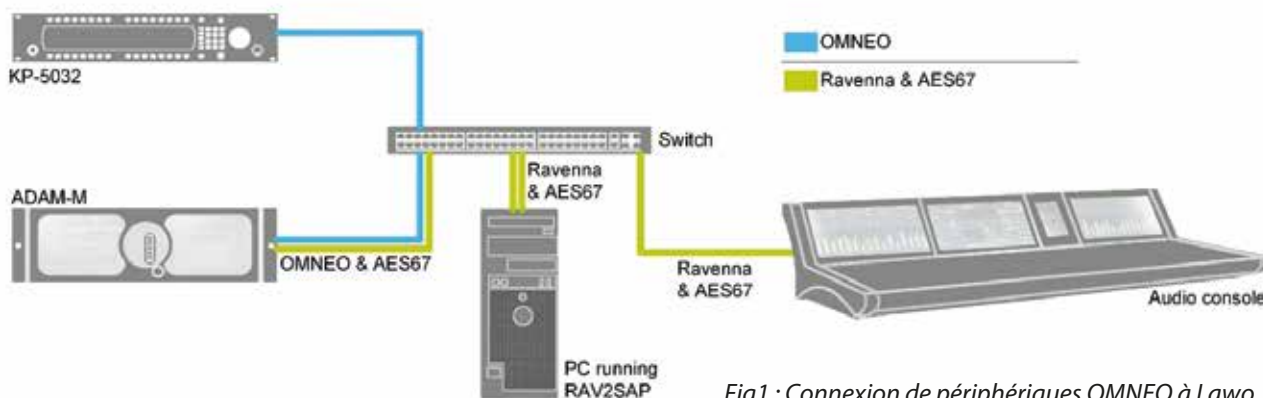 OMNEO
Ravenna & AES67
KP-5032
Switch
Ravenna
& AES67
ADAM-M
OMNEO & AES67
Ravenna
& AES67
Audio console
PC running
RAV2SAP
Fig1 : Connexion de périphériques OMNEO à Lawo